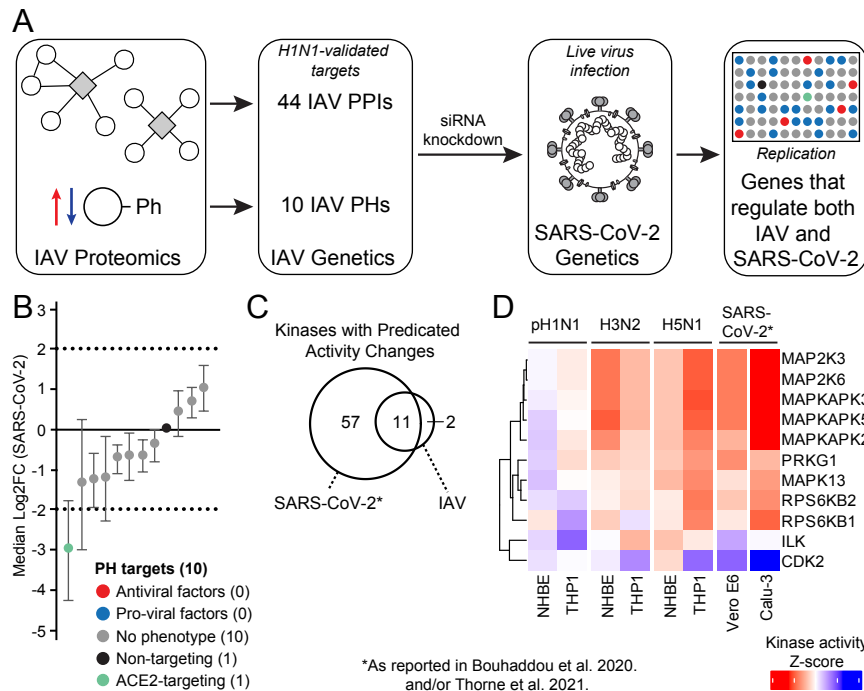 A
H1N1-validated
targets
44 IAV PPIs
10 IAV PHs
Ph
IAV Proteomics
IAV Genetics
siRNA
knockdown
Live virus
infection
SARS-CoV-2
Genetics
Replication
Genes that
regulate both
IAV and
SARS-CoV-2
B
Median Log2FC (SARS-CoV-2)
3
2
1
0
-1
-2
-3
-4
-5
PH targets (10)
Antiviral factors (0)
Pro-viral factors (0)
No phenotype (10)
Non-targeting (1)
ACE2-targeting (1)
C
Kinases with Predicated
Activity Changes
57
11
2
SARS-CoV-2*
IAV
D
pH1N1
H3N2
H5N1
SARS-
CoV-2*
MAP2K3
MAP2K6
MAPKAPK3
MAPKAPK5
MAPKAPK2
PRKG1
MAPK13
RPS6KB2
RPS6KB1
ILK
CDK2
NHBE
THP1
NHBE
THP1
NHBE
THP1
Vero E6
Calu-3
*As reported in Bouhaddou et al. 2020.
and/or Thorne et al. 2021.
Kinase activity
Z-score